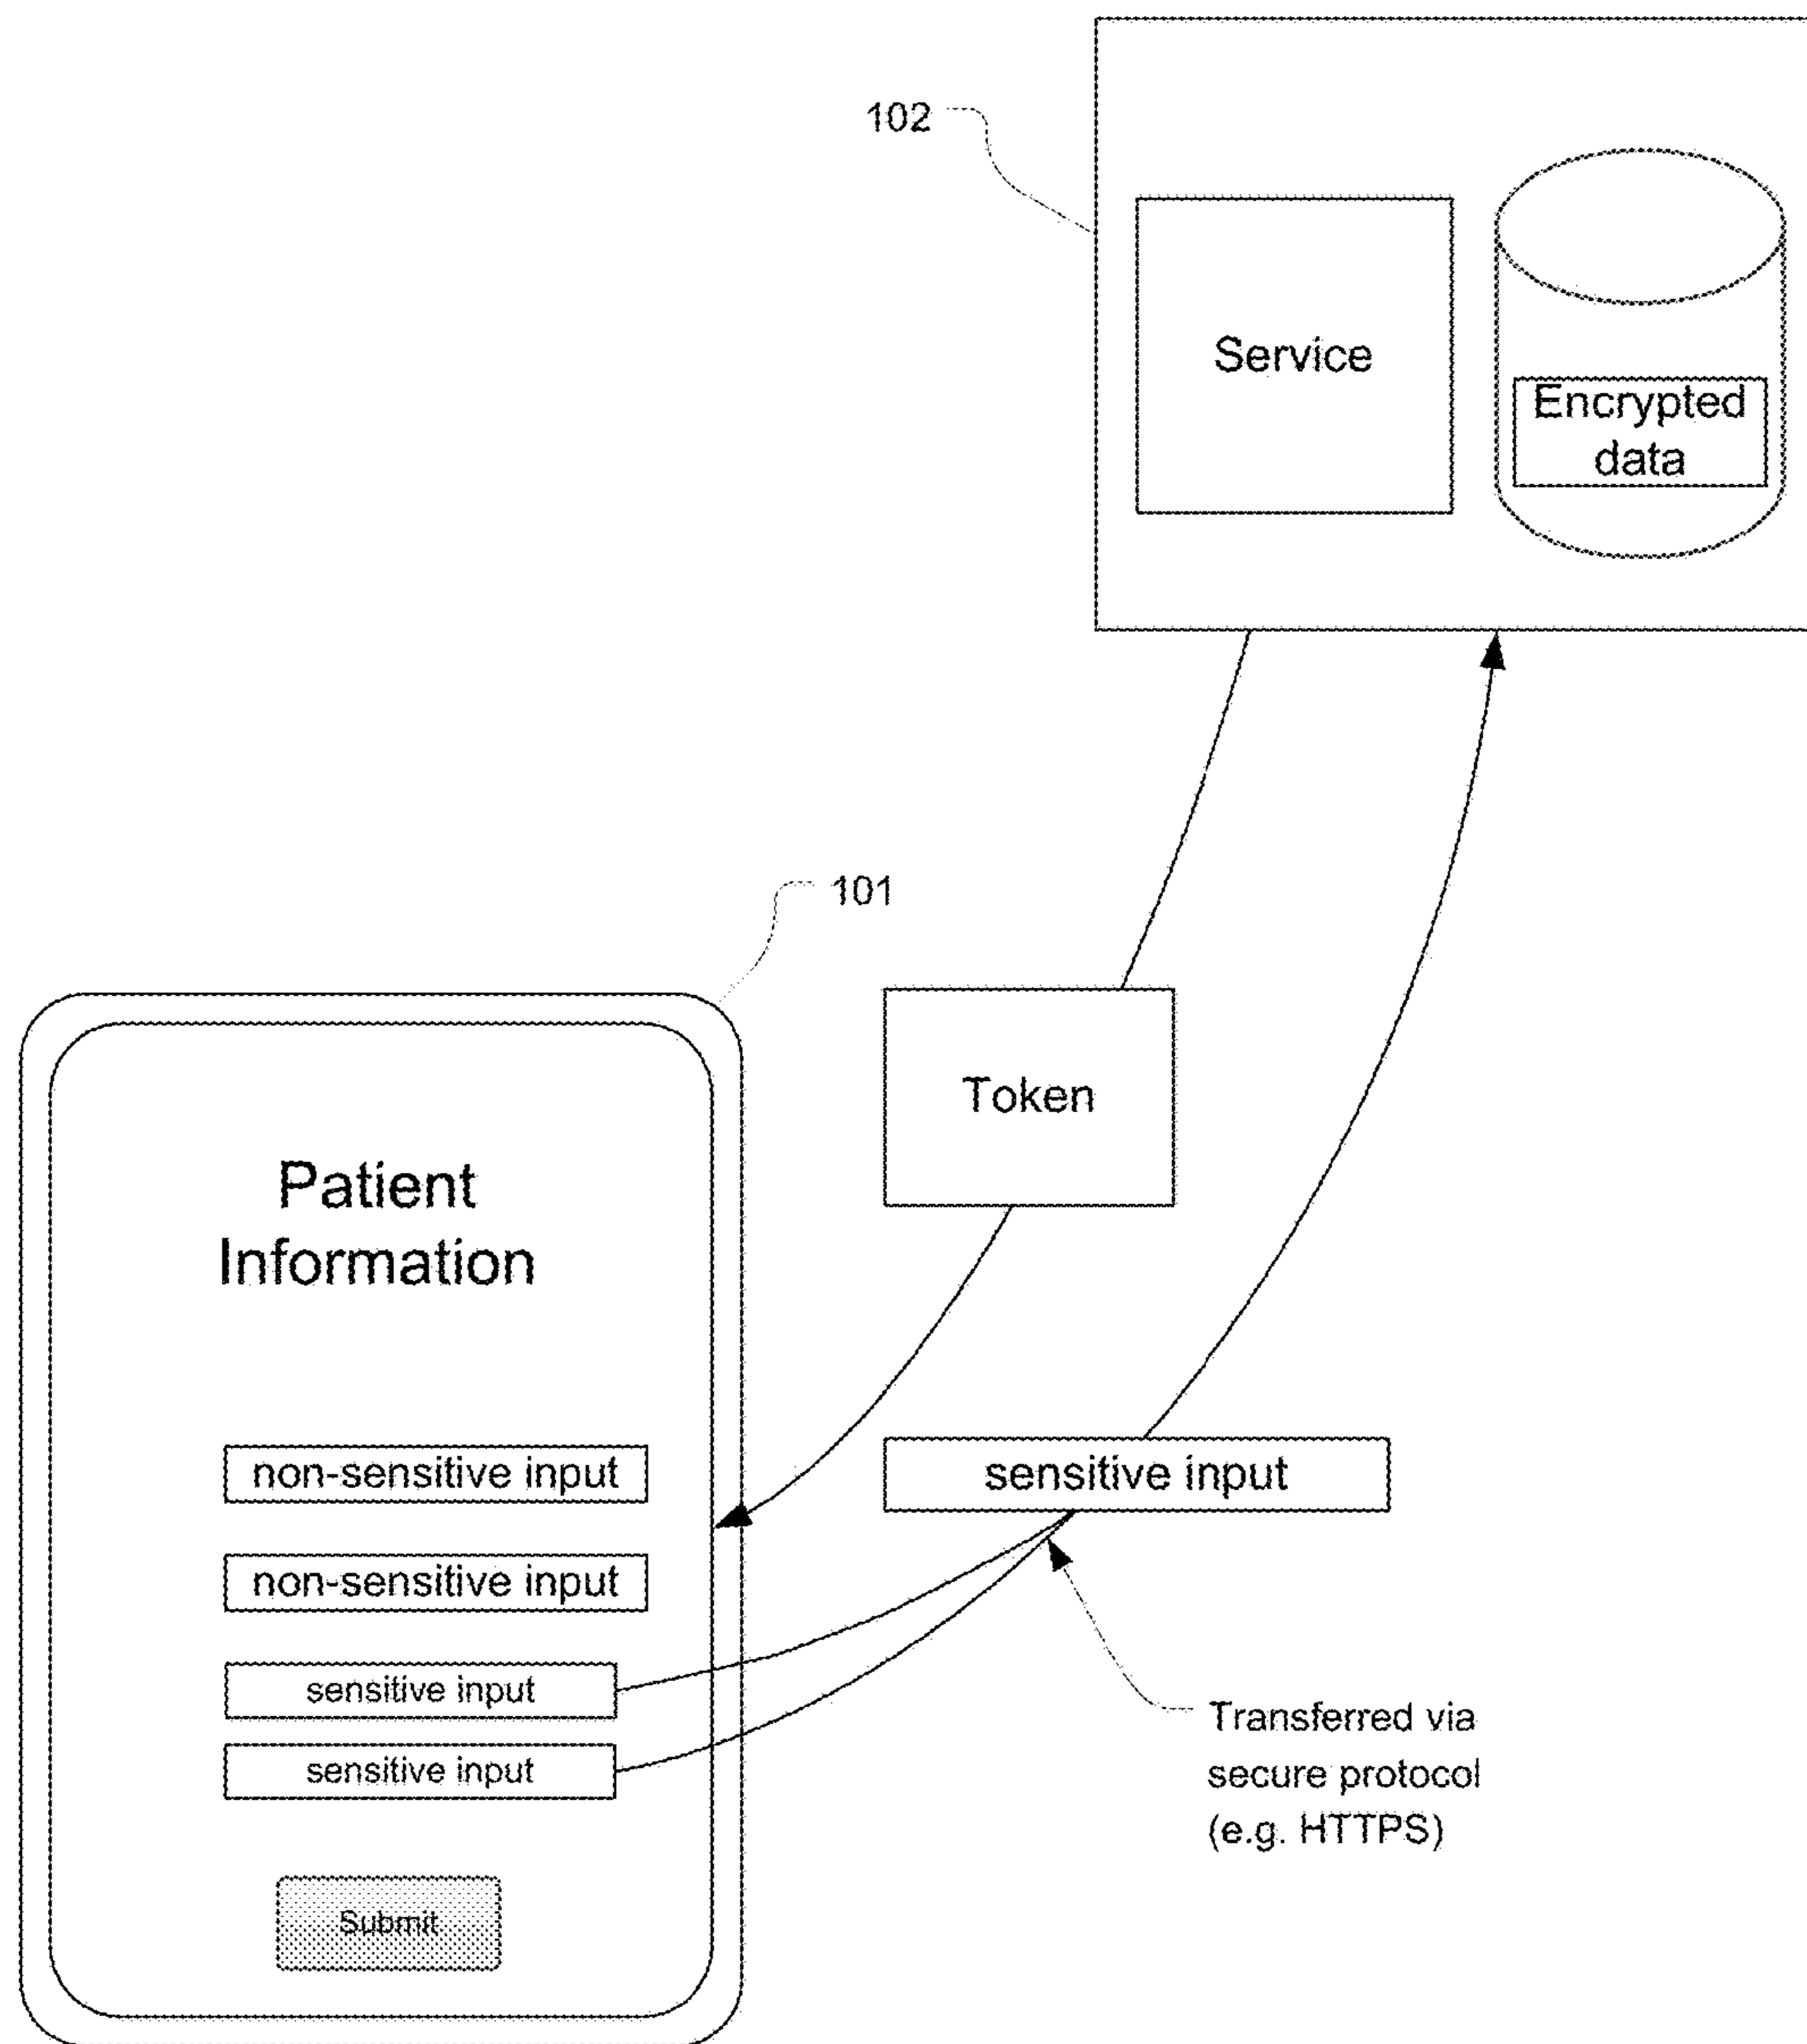 102
Service
Encrypted
data
101
Token
Patient
Information
non-sensitive input
sensitive input
non-sensitive input
sensitive input
sensitive input
Transferred via
secure protocol
(e.g. HTTPS)
Submit